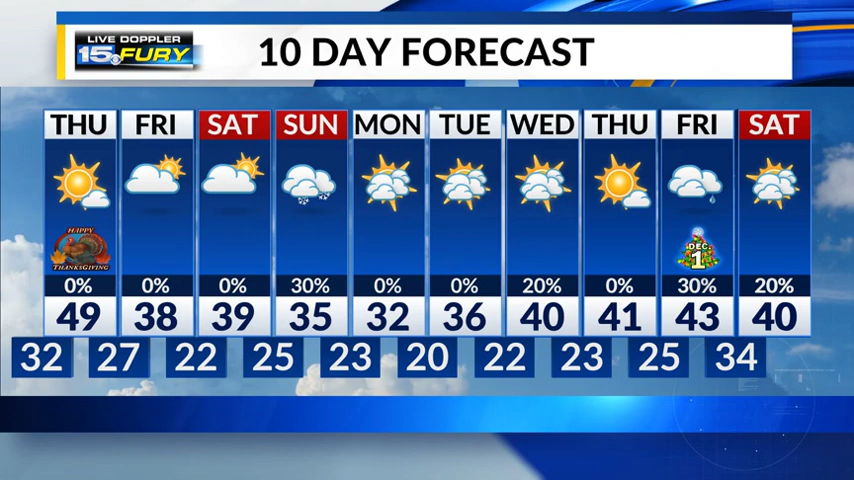 LIVE DOPPLER
15 FURY
10 DAY FORECAST
THU FRI SAT SUN MON TUE WED THU FRI SAT
HAPPY
THANKSGIVING
DEC.
1
0% 0% 0% 30% 0% 0% 20% 0% 30% 20%
49 38 39 35 32 36 40 41 43 40
32 27 22 25 23 20 22 23 25 34